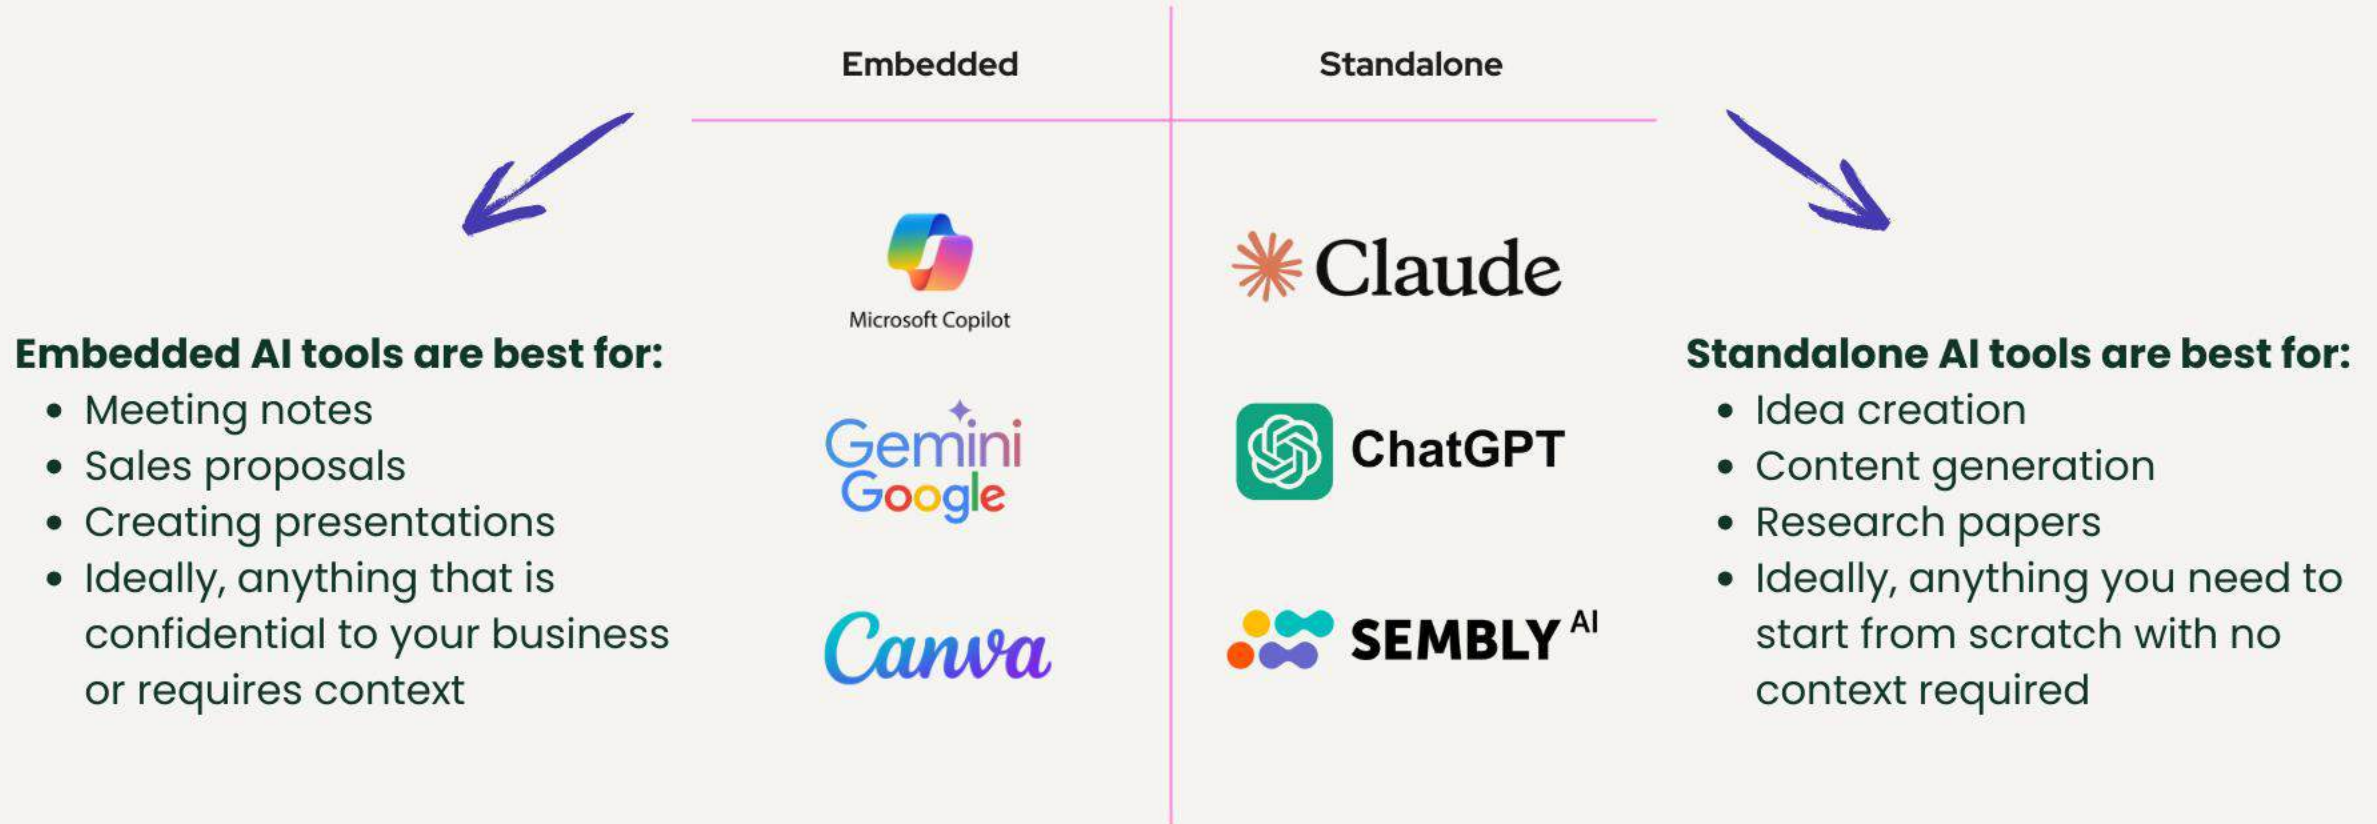 Embedded
Standalone
Embedded AI tools are best for:
• Meeting notes
• Sales proposals
• Creating presentations
• Ideally, anything that is
confidential to your business
or requires context
Microsoft Copilot
Gemini
Google
Canva
Claude
ChatGPT
SEMBLY AI
Standalone AI tools are best for:
• Idea creation
• Content generation
• Research papers
• Ideally, anything you need to
start from scratch with no
context required